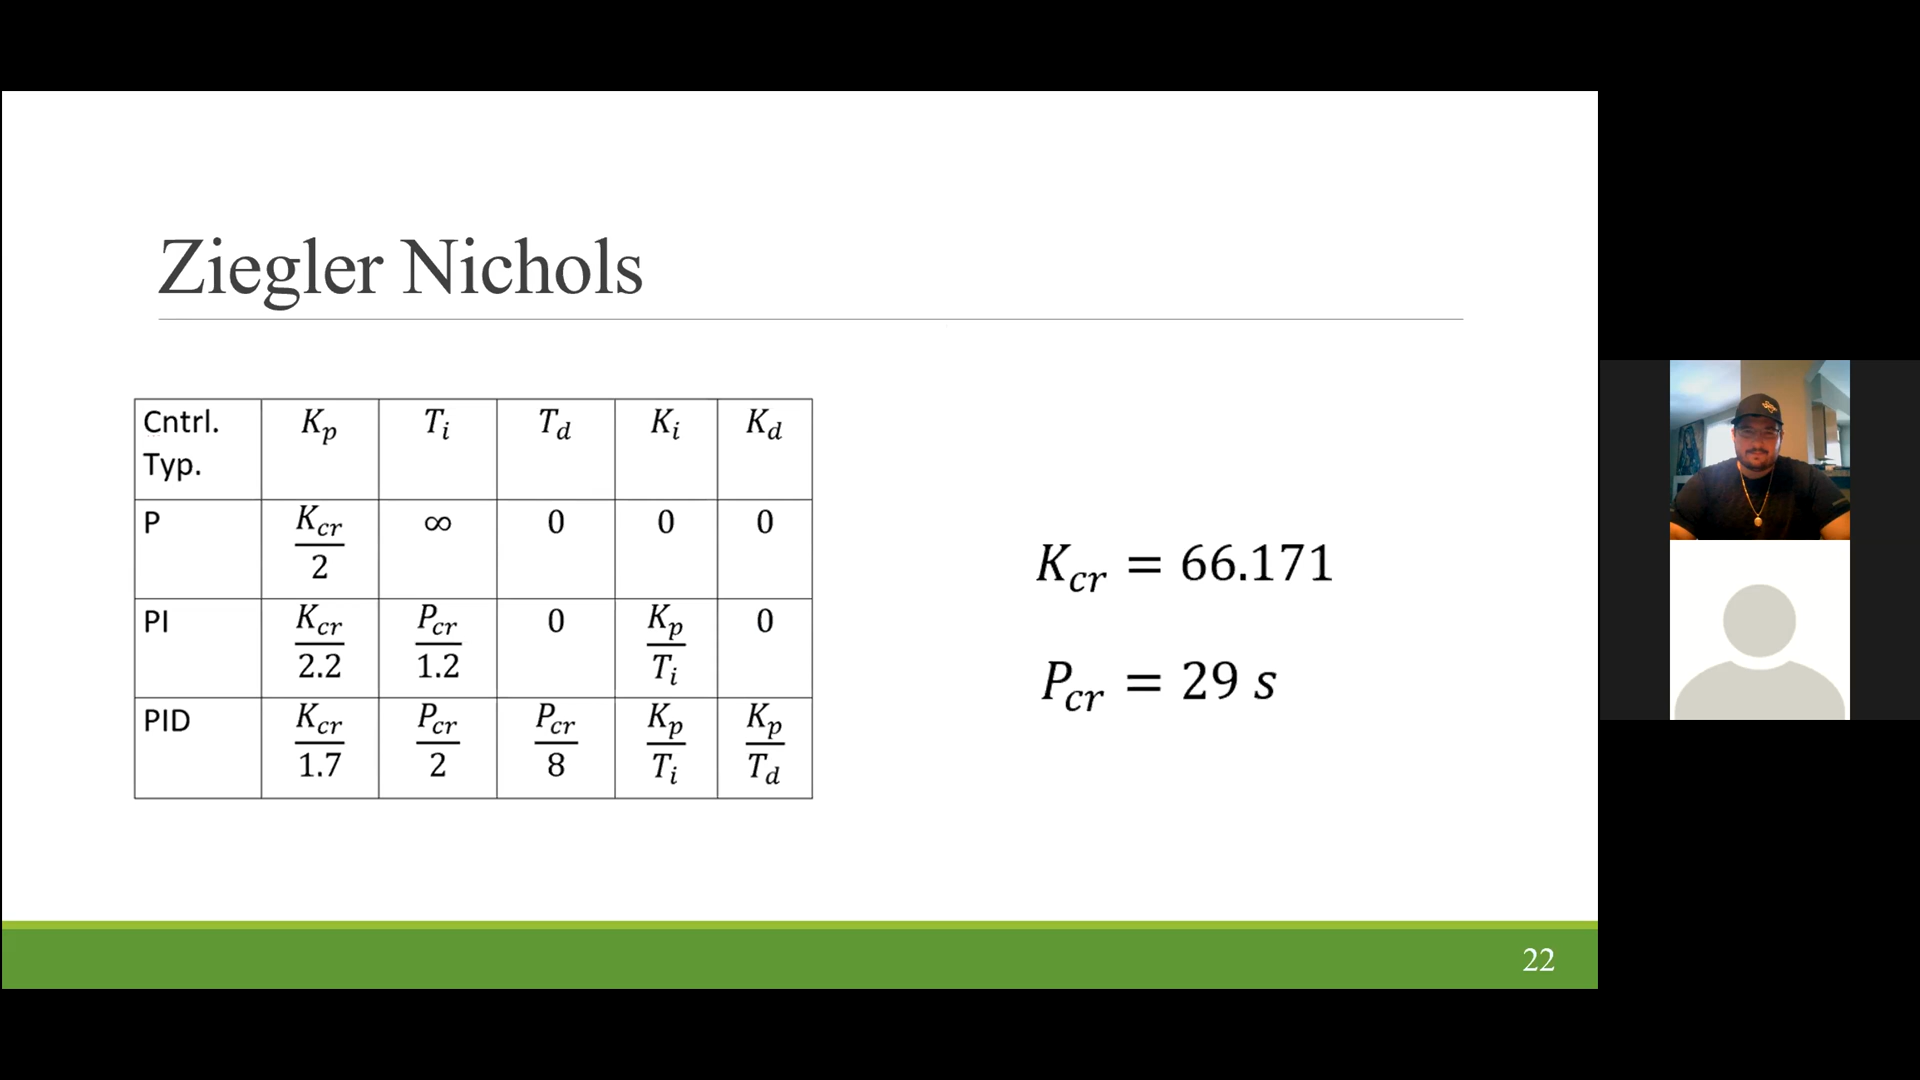 Ziegler Nichols
Cntrl. Typ. K_p T_i T_d K_i K_d
P K_cr/2 ∞ 0 0 0
PI K_cr/2.2 P_cr/1.2 0 K_p/T_i 0
PID K_cr/1.7 P_cr/2 P_cr/8 K_p/T_i K_p/T_d
K_cr = 66.171
P_cr = 29 s
22